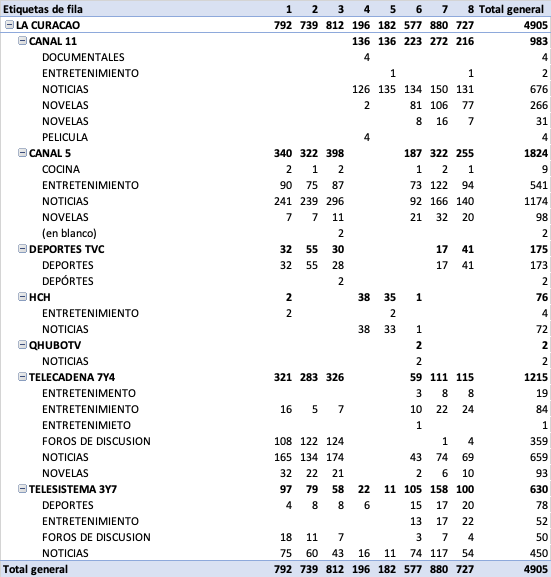 Etiquetas de fila 1 2 3 4 5 6 7 8 Total general
LA CURACAO 792 739 812 196 182 577 880 727 4905
CANAL 11 136 136 223 272 216 983
DOCUMENTALES 4 4
ENTRETENIMIENTO 1 1 2
NOTICIAS 126 135 134 150 131 676
NOVELAS 2 81 106 77 266
NOVELAS 8 16 7 31
PELICULA 4 4
CANAL 5 340 322 398 187 322 255 1824
COCINA 2 1 2 1 2 1 9
ENTRETENIMIENTO 90 75 87 73 122 94 541
NOTICIAS 241 239 296 92 166 140 1174
NOVELAS 7 7 11 21 32 20 98
(en blanco) 2 2
DEPORTES TVC 32 55 30 17 41 175
DEPORTES 32 55 28 17 41 173
DEPÓRTES 2 2
HCH 2 38 35 1 76
ENTRETENIMIENTO 2 2 4
NOTICIAS 38 33 1 72
QHUBOTV 2 2
NOTICIAS 2 2
TELECADENA 7Y4 321 283 326 59 111 115 1215
ENTRETENIMENTO 3 8 8 19
ENTRETENIMIENTO 16 5 7 10 22 24 84
ENTRETENIMIETO 1 1
FOROS DE DISCUSION 108 122 124 1 4 359
NOTICIAS 165 134 174 43 74 69 659
NOVELAS 32 22 21 2 6 10 93
TELESISTEMA 3Y7 97 79 58 22 11 105 158 100 630
DEPORTES 4 8 8 6 15 17 20 78
ENTRETENIMIENTO 13 17 22 52
FOROS DE DISCUSION 18 11 7 3 7 4 50
NOTICIAS 75 60 43 16 11 74 117 54 450
Total general 792 739 812 196 182 577 880 727 4905